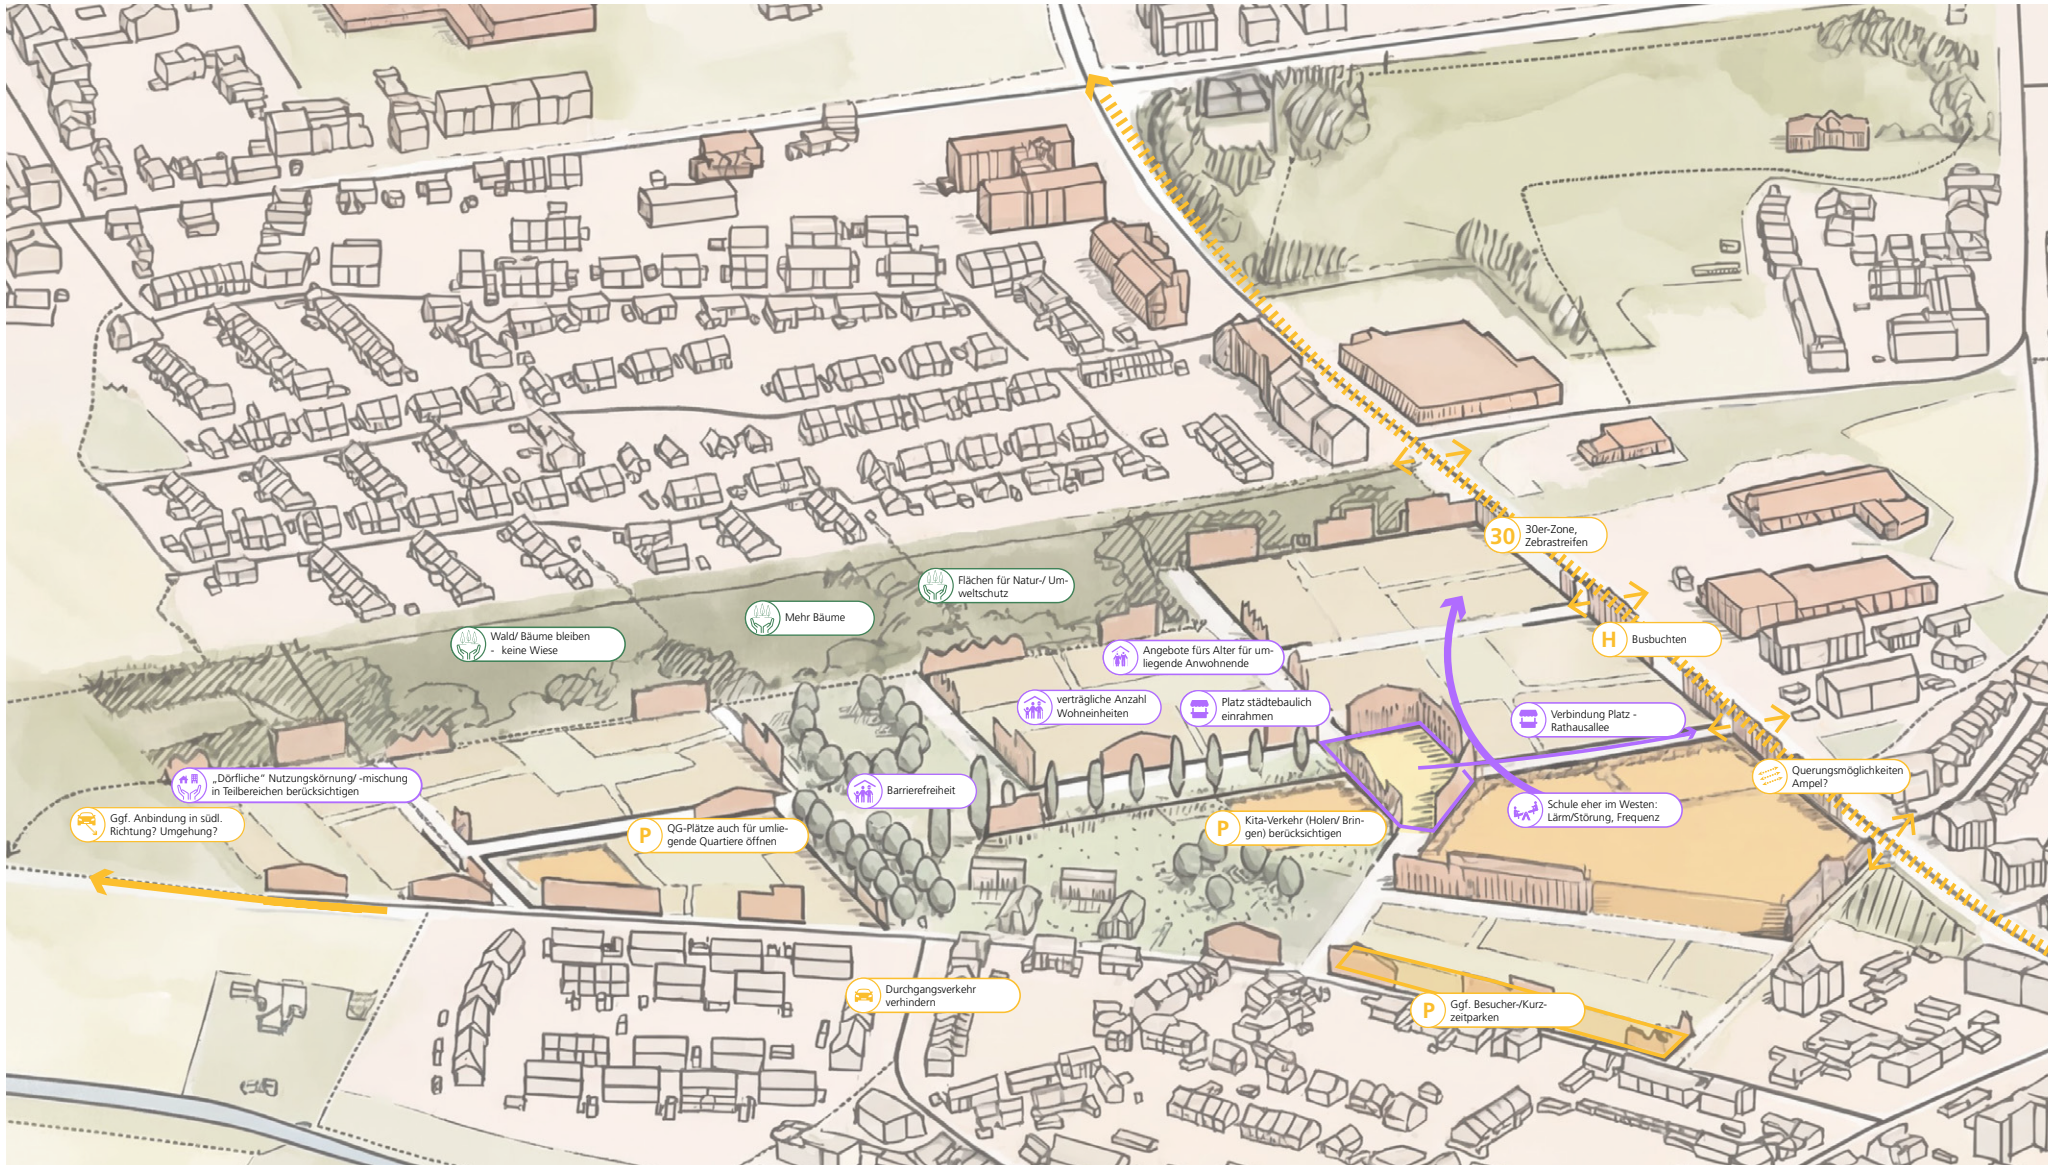 30
30er-Zone,
Zebrastreifen
Flächen für Natur-/ Um-
weltschutz
Mehr Bäume
Wald/ Bäume bleiben
- keine Wiese
H
Busbuchten
Angebote fürs Alter für um-
liegende Anwohnende
verträgliche Anzahl
Wohneinheiten
Platz städtebaulich
einrahmen
Verbindung Platz -
Rathausallee
„Dörfliche“ Nutzungskörnung/ -mischung
in Teilbereichen berücksichtigen
Barrierefreiheit
Querungsmöglichkeiten
Ampel?
Ggf. Anbindung in südl.
Richtung? Umgehung?
P
QG-Plätze auch für umlie-
gende Quartiere öffnen
P
Kita-Verkehr (Holen/ Brin-
gen) berücksichtigen
Schule eher im Westen:
Lärm/Störung, Frequenz
Durchgangsverkehr
verhindern
P
Ggf. Besucher-/Kurz-
zeitparken